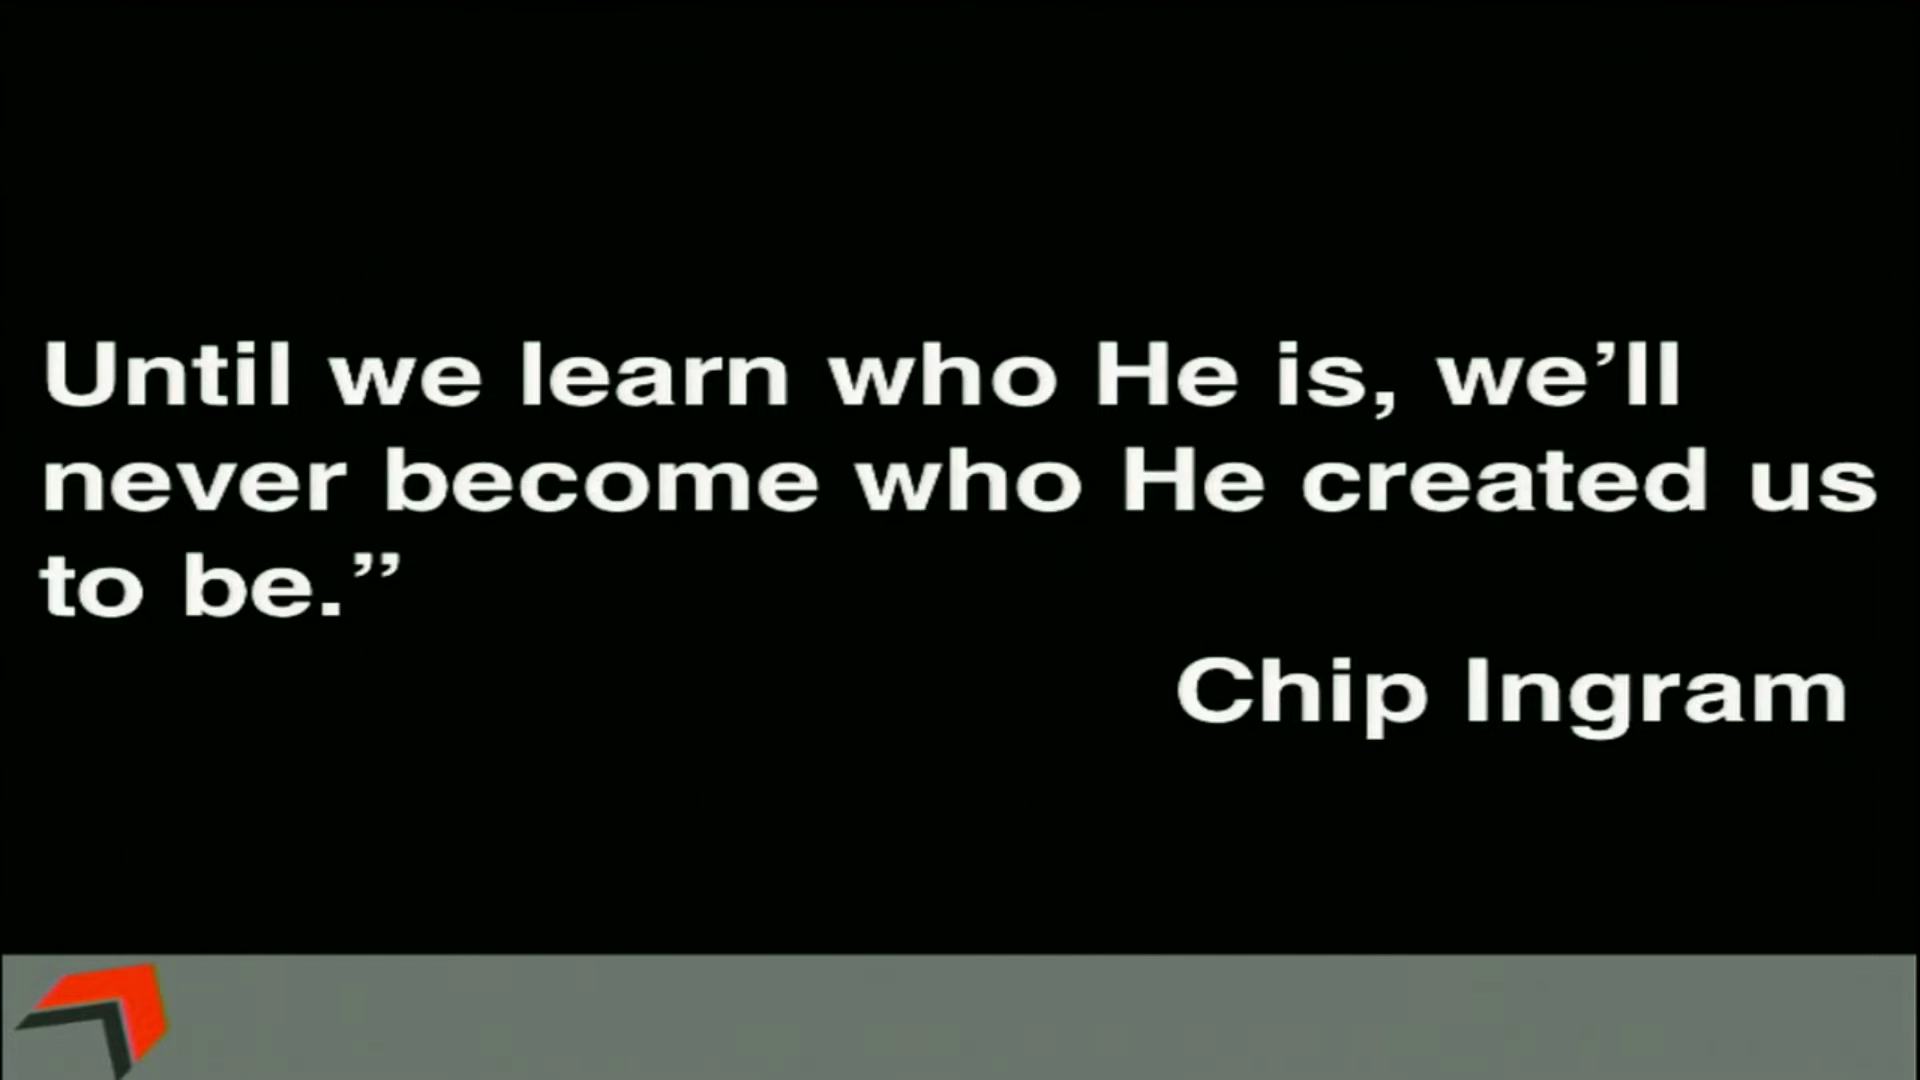 Until we learn who He is, we’ll
never become who He created us
to be.”
Chip Ingram